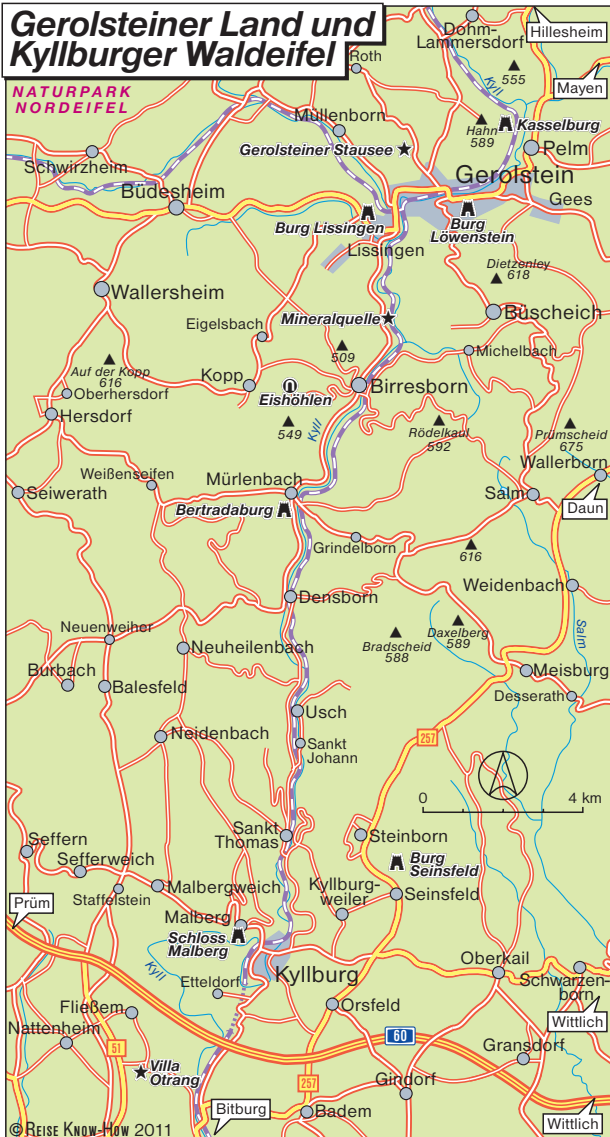 Gerolsteiner Land und
Kyllburger Waldeifel
Dohm-
Lammersdorf
Hillesheim
Roth
Kyll
555
Mayen
NATURPARK
NORDEIFEL
Müllenborn
Hahn
589
Kasselburg
Gerolsteiner Stausee
Pelm
Schwirzheim
Gerolstein
Büdesheim
Gees
Burg Lissingen
Burg
Löwenstein
Lissingen
Dietzenley
618
Wallersheim
Mineralquelle
Büscheich
Eigelsbach
509
Michelbach
Auf der Kopp
616
Kopp
Birresborn
Oberhersdorf
Eishöhlen
Hersdorf
549
Kyll
Rödelkaul
592
Prümscheid
675
Wallerborn
Weißenseifen
Mürlenbach
Seiwerath
Salm
Bertradaburg
Daun
Grindelborn
616
Densborn
Weidenbach
Neuenweihor
Daxelberg
589
Bradscheid
588
Salm
Neuheilenbach
Burbach
Balesfeld
Meisburg
Desserath
Usch
Neidenbach
257
Sankt
Johann
0
4 km
Sankt
Thomas
Steinborn
Seffern
Sefferweich
Burg
Seinsfeld
Malbergweich
Kyllburg-
weiler
Seinsfeld
Staffelstein
Prüm
Malberg
Schloss
Malberg
Kyll
Kyllburg
Oberkail
Schwarzen-
born
Etteldorf
Fließem
Orsfeld
Wittlich
Nattenheim
60
51
Gransdorf
Villa
Otrang
257
Gindorf
Bitburg
Badem
Wittlich
© REISE KNOW-HOW 2011